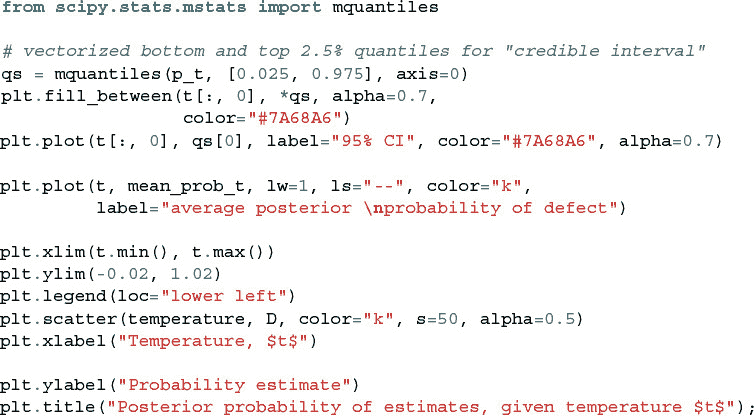 from scipy.stats.mstats import mquantiles
# vectorized bottom and top 2.5% quantiles for "credible interval"
qs = mquantiles(p_t, [0.025, 0.975], axis=0)
plt.fill_between(t[:, 0], *qs, alpha=0.7,
color="#7A68A6")
plt.plot(t[:, 0], qs[0], label="95% CI", color="#7A68A6", alpha=0.7)
plt.plot(t, mean_prob_t, lw=1, ls="--", color="k",
label="average posterior \nprobability of defect")
plt.xlim(t.min(), t.max())
plt.ylim(-0.02, 1.02)
plt.legend(loc="lower left")
plt.scatter(temperature, D, color="k", s=50, alpha=0.5)
plt.xlabel("Temperature, $t$")
plt.ylabel("Probability estimate")
plt.title("Posterior probability of estimates, given temperature $t$");